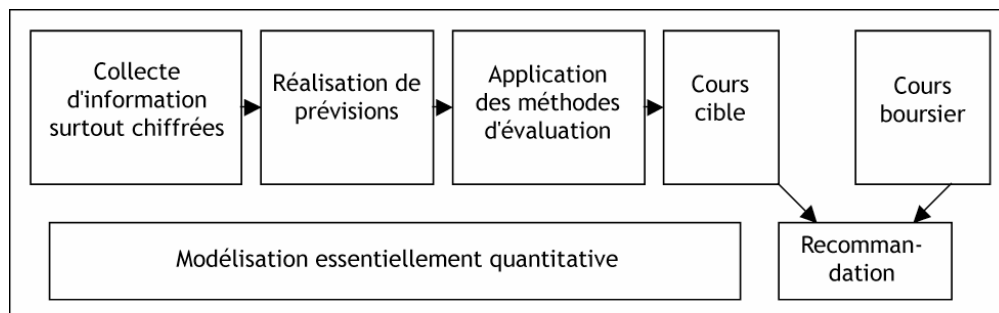 Collecte
d'information
surtout chiffrées
Réalisation de
prévisions
Application
des méthodes
d'évaluation
Cours
cible
Cours
boursier
Modélisation essentiellement quantitative
Recomman-
dation